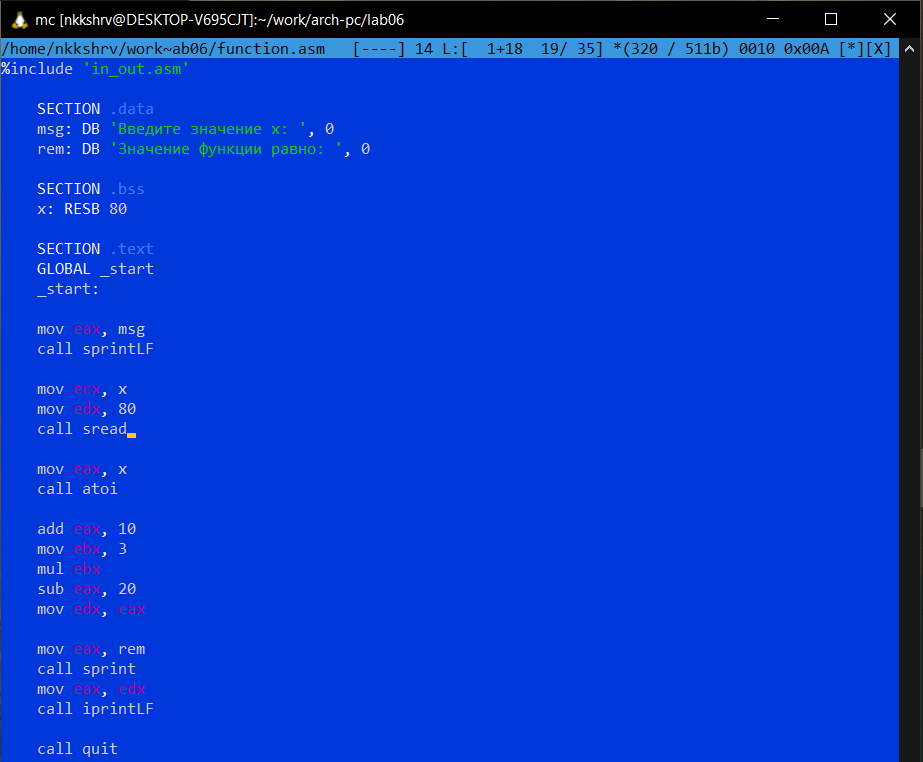 mc [nkkshrv@DESKTOP-V695CJT]:~/work/arch-pc/lab06
/home/nkkshrv/work~ab06/function.asm   [----] 14 L:[  1+18  19/ 35] *(320 / 511b) 0010 0x00A [*][X]
%include 'in_out.asm'
SECTION .data
msg: DB 'Введите значение x: ', 0
rem: DB 'Значение функции равно: ', 0
SECTION .bss
x: RESB 80
SECTION .text
GLOBAL _start
_start:
mov eax, msg
call sprintLF
mov ecx, x
mov edx, 80
call sread
mov eax, x
call atoi
add eax, 10
mov ebx, 3
mul ebx
sub eax, 20
mov edx, eax
mov eax, rem
call sprint
mov eax, edx
call iprintLF
call quit